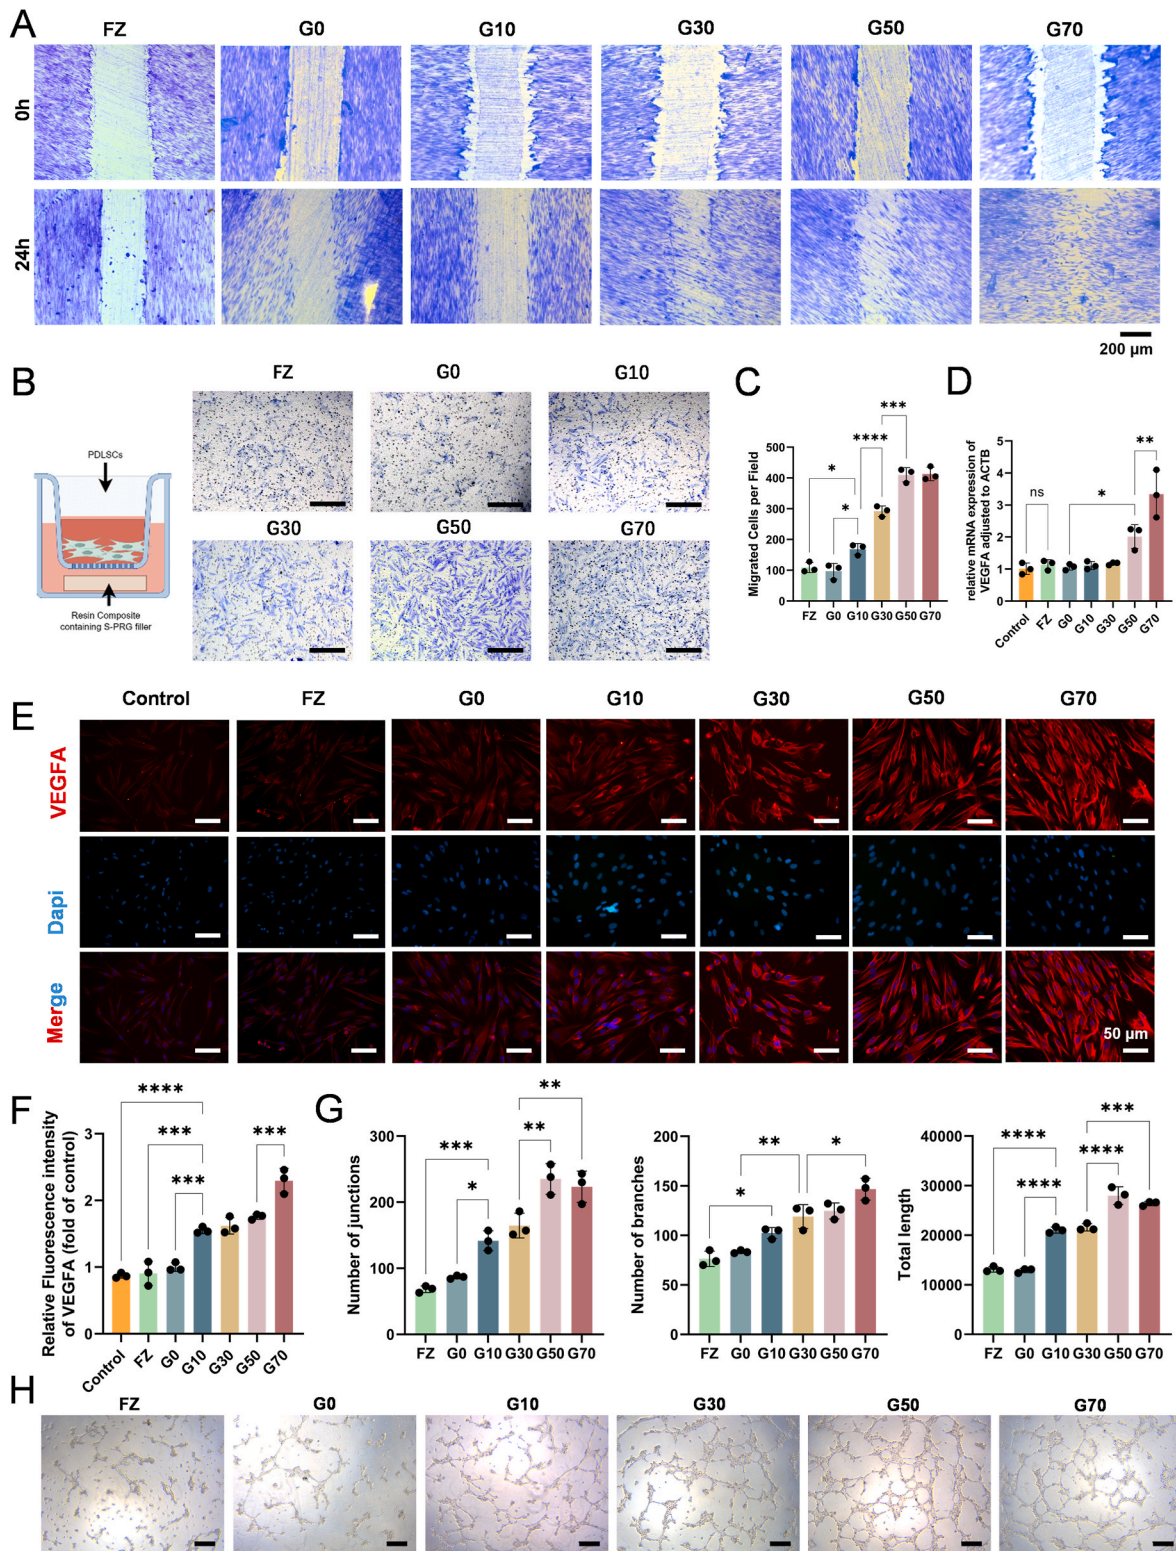 A
FZ G0 G10 G30 G50 G70
0h
24h
200 µm
B
FZ G0 G10
PDLSCs
Resin Composite
containing S-PRG filler
G30 G50 G70
C
Migrated Cells per Field
500
400
300
200
100
0
* * **** ***
FZ G0 G10 G30 G50 G70
D
relative mRNA expression of
VEGFA adjusted to ACTB
5
4
3
2
1
0
ns * **
Control FZ G0 G10 G30 G50 G70
E
Control FZ G0 G10 G30 G50 G70
VEGFA
Dapi
Merge
50 µm
F
Relative Fluorescence intensity
of VEGFA (fold of control)
3
2
1
0
****
***
***
***
Control FZ G0 G10 G30 G50 G70
G
Number of junctions
300
200
100
0
***
*
**
**
FZ G0 G10 G30 G50 G70
Number of branches
200
150
100
50
0
*
**
*
FZ G0 G10 G30 G50 G70
Total length
40000
30000
20000
10000
0
****
****
****
***
FZ G0 G10 G30 G50 G70
H
FZ G0 G10 G30 G50 G70